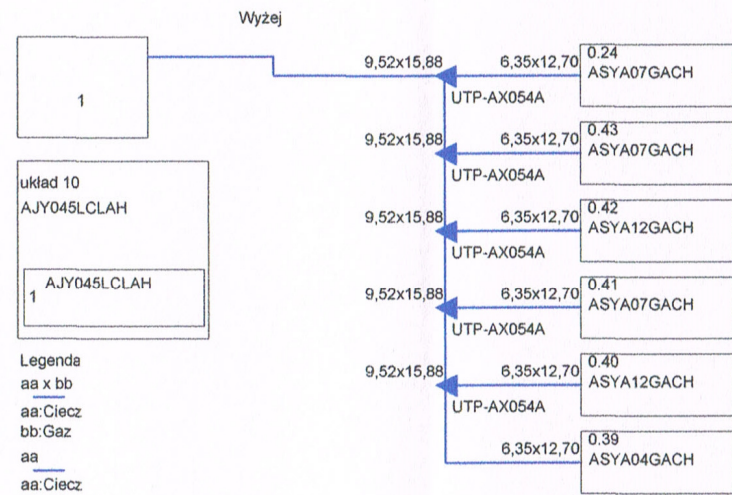 Wyżej
1
układ 10
AJY045LCLAH
AJY045LCLAH
1
Legenda
aa x bb
aa:Ciecz
bb:Gaz
aa
aa:Ciecz
9,52x15,88 6,35x12,70 0.24
ASYA07GACH
UTP-AX054A
9,52x15,88 6,35x12,70 0.43
ASYA07GACH
UTP-AX054A
9,52x15,88 6,35x12,70 0.42
ASYA12GACH
UTP-AX054A
9,52x15,88 6,35x12,70 0.41
ASYA07GACH
UTP-AX054A
9,52x15,88 6,35x12,70 0.40
ASYA12GACH
UTP-AX054A
6,35x12,70 0.39
ASYA04GACH